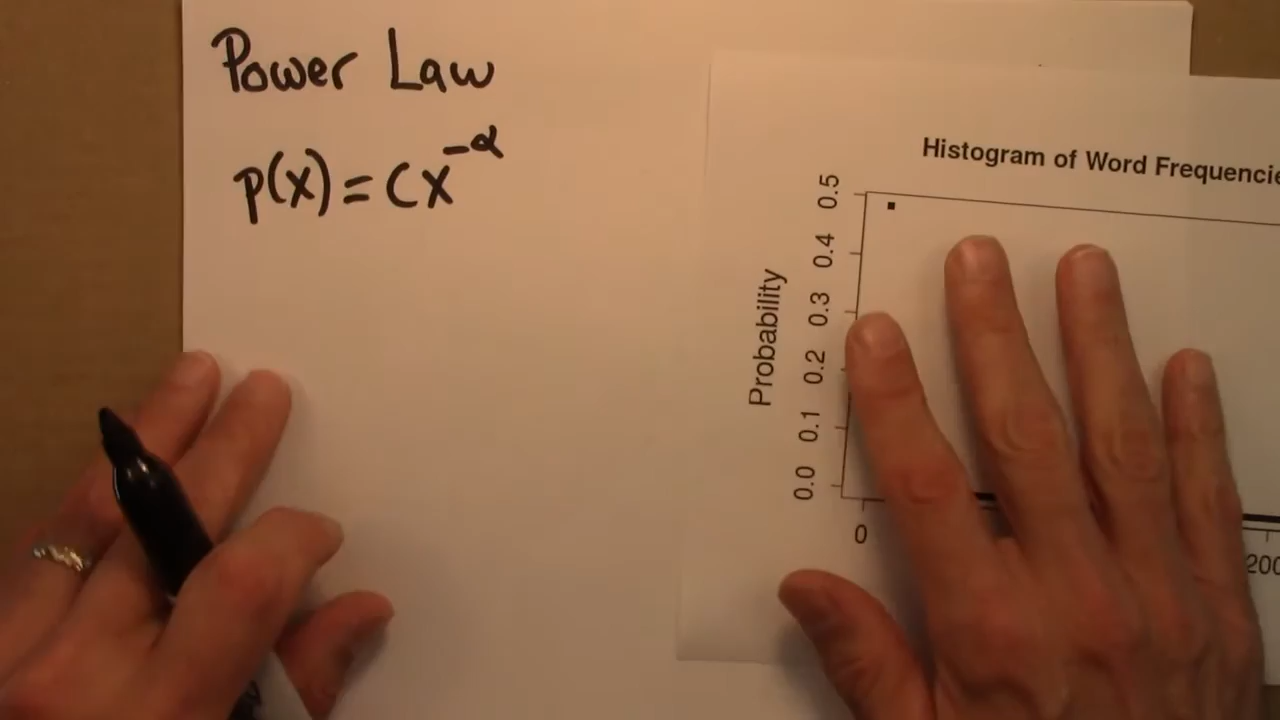 Power Law
p(x) = Cx^{-α}
Histogram of Word Frequencie
Probability
0.5
0.4
0.3
0.2
0.1
0.0
0
200